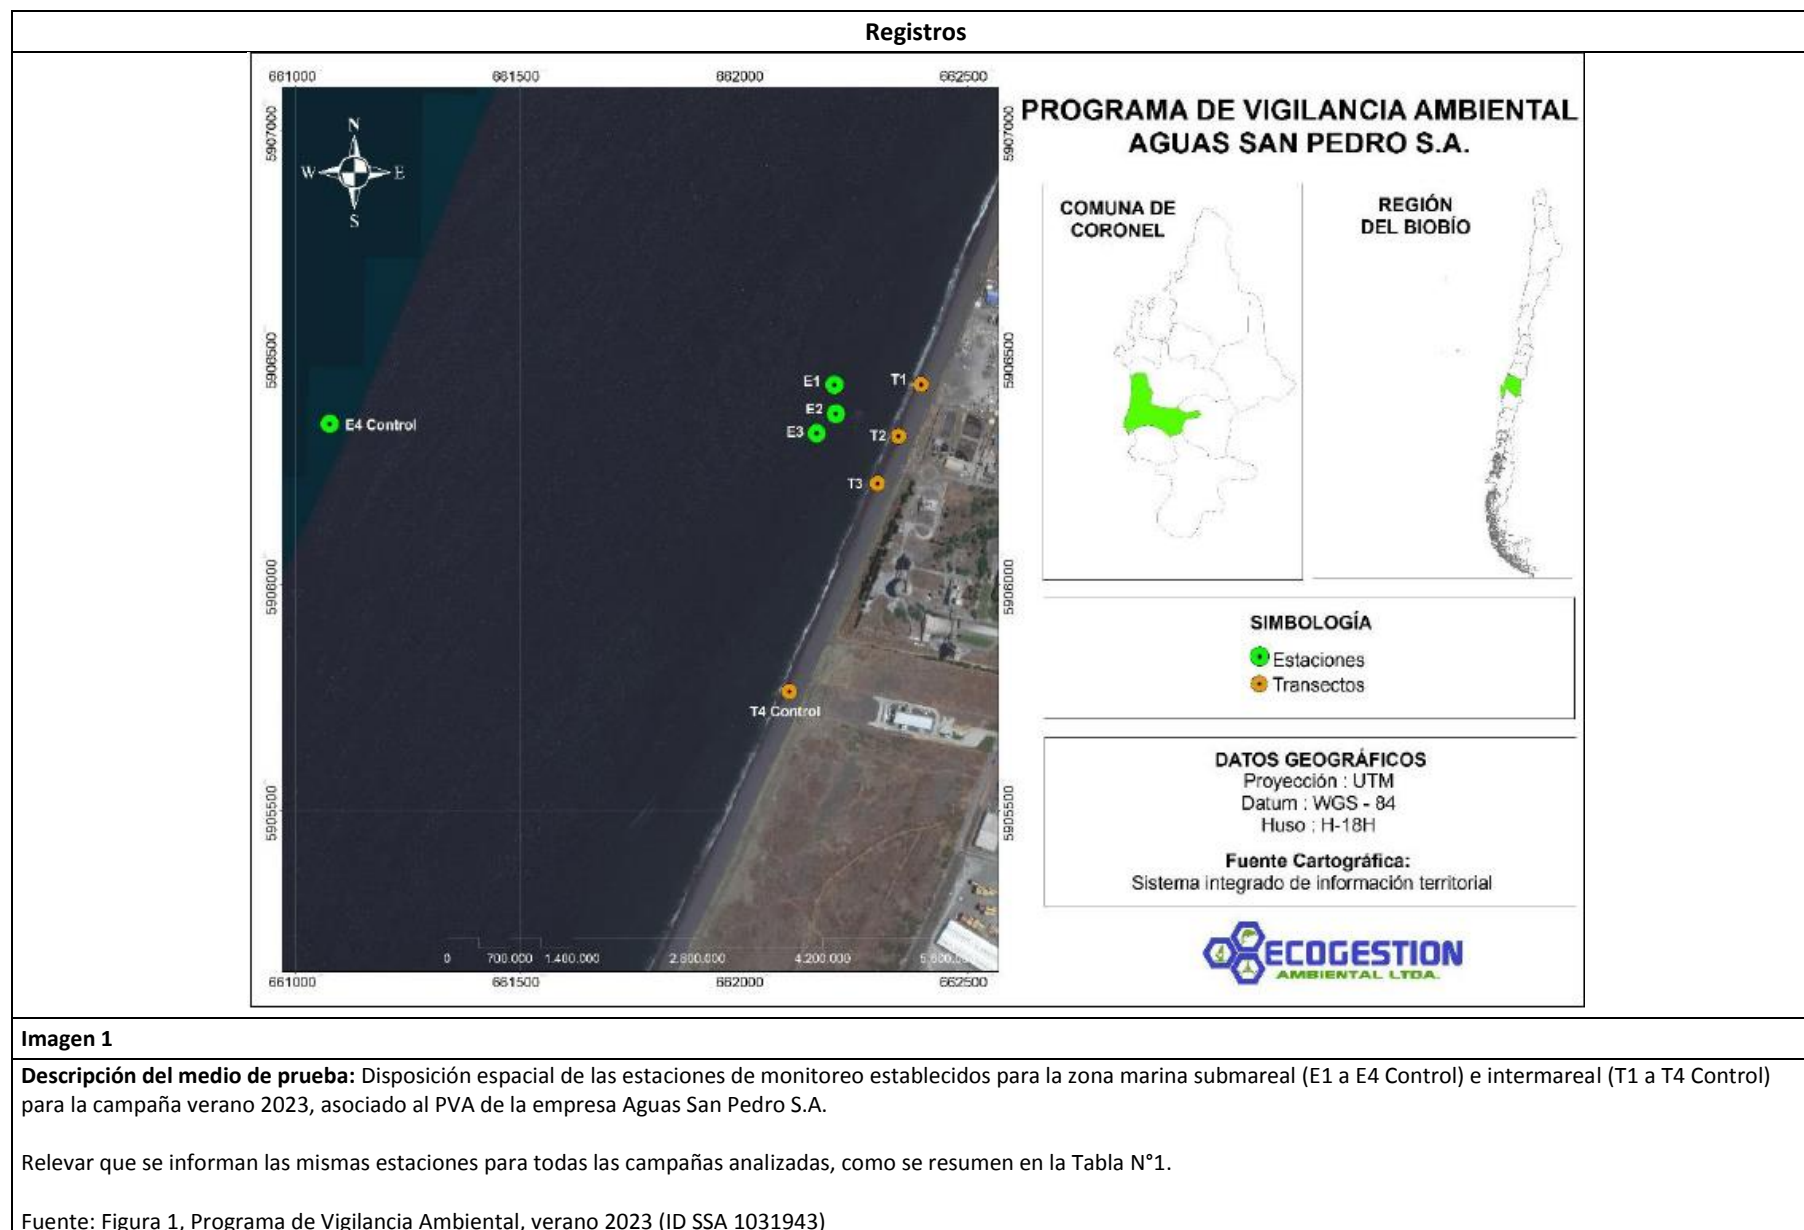 Registros
661000 661500 662000 662500
5907000 5907000
N
W E
S
PROGRAMA DE VIGILANCIA AMBIENTAL
AGUAS SAN PEDRO S.A.
COMUNA DE
CORONEL
REGIÓN
DEL BIOBÍO
5906500 5906500
E1 T1
E2
E4 Control E3 T2
T3
5906000 5906000
SIMBOLOGÍA
Estaciones
Transectos
T4 Control
DATOS GEOGRÁFICOS
Proyección : UTM
Datum : WGS - 84
Huso : H-18H
5905500 5905500
Fuente Cartográfica:
Sistema integrado de información territorial
0 700.000 1.400.000 2.800.000 4.200.000
661000 661500 662000 662500
ECOGESTION
AMBIENTAL LTDA.
Imagen 1
Descripción del medio de prueba: Disposición espacial de las estaciones de monitoreo establecidos para la zona marina submareal (E1 a E4 Control) e intermareal (T1 a T4 Control)
para la campaña verano 2023, asociado al PVA de la empresa Aguas San Pedro S.A.
Relevar que se informan las mismas estaciones para todas las campañas analizadas, como se resumen en la Tabla N°1.
Fuente: Figura 1, Programa de Vigilancia Ambiental, verano 2023 (ID SSA 1031943)